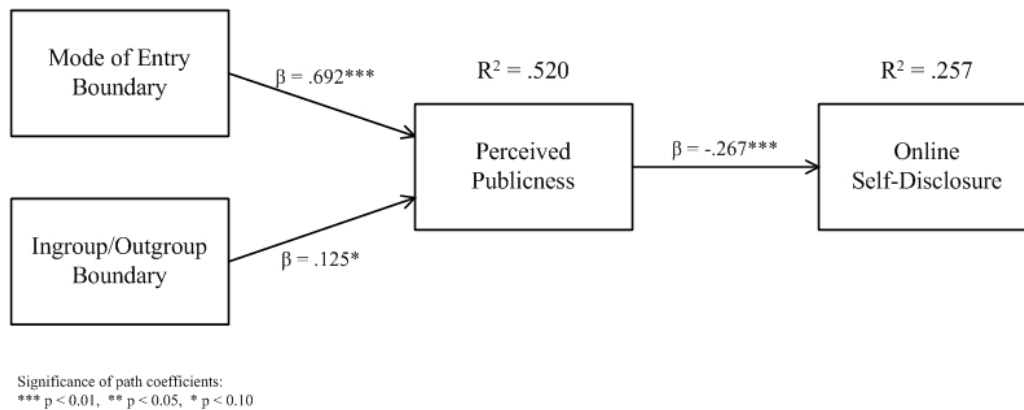 Mode of Entry
Boundary
β = .692***
R² = .520
R² = .257
Perceived
Publicness
β = -.267***
Online
Self-Disclosure
Ingroup/Outgroup
Boundary
β = .125*
Significance of path coefficients:
*** p < 0.01, ** p < 0.05, * p < 0.10